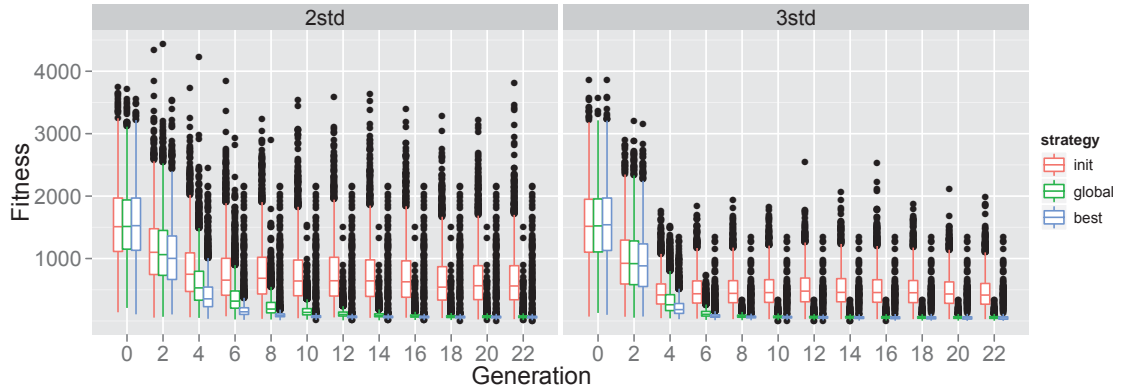 2std 3std
4000
3000
2000
1000
Fitness
0 2 4 6 8 10 12 14 16 18 20 22 0 2 4 6 8 10 12 14 16 18 20 22
Generation
strategy
init
global
best